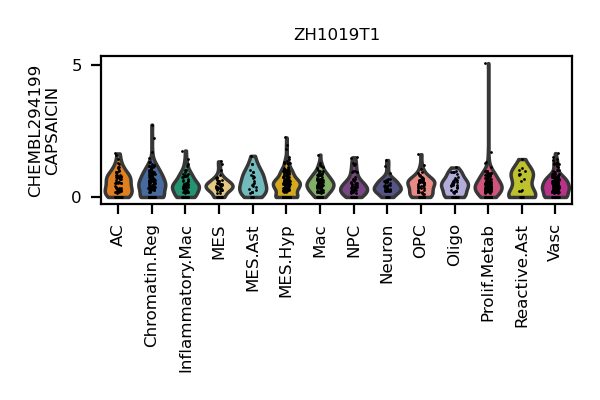 ZH1019T1
CHEMBL294199
CAPSAICIN
5
0
AC
Chromatin.Reg
Inflammatory.Mac
MES
MES.Ast
MES.Hyp
Mac
NPC
Neuron
OPC
Oligo
Prolif.Metab
Reactive.Ast
Vasc